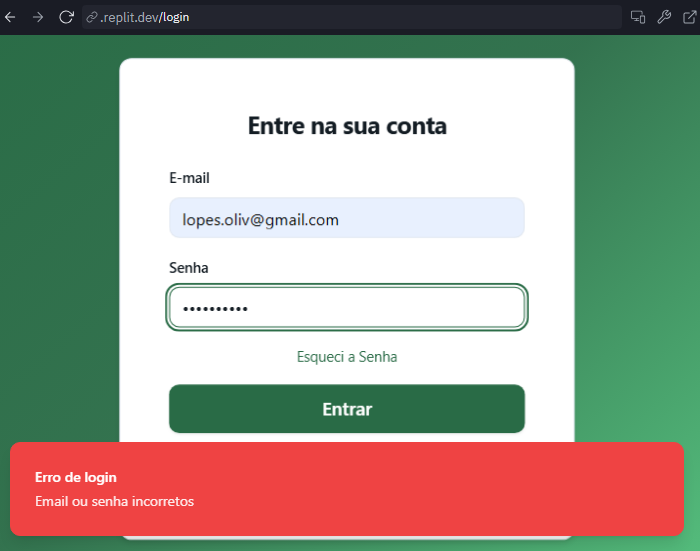 .replit.dev/login
Entre na sua conta
E-mail
lopes.oliv@gmail.com
Senha
••••••••••
Esqueci a Senha
Entrar
Erro de login
Email ou senha incorretos